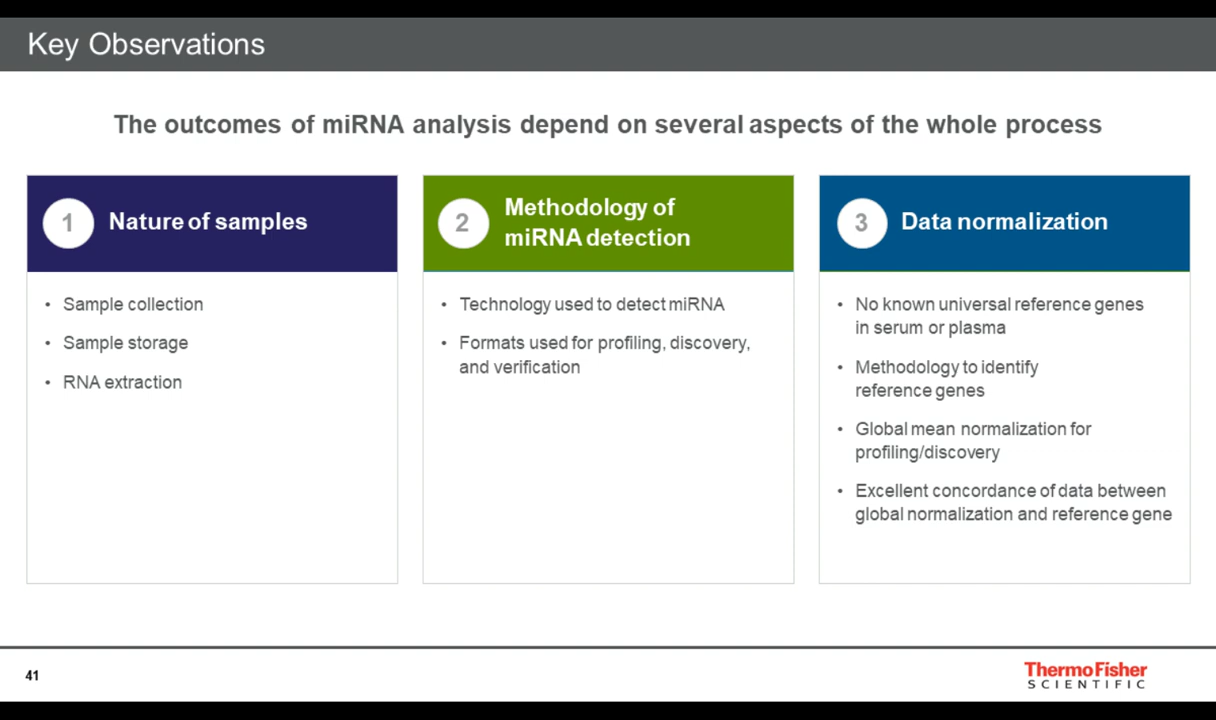 Key Observations
The outcomes of miRNA analysis depend on several aspects of the whole process
1 Nature of samples
• Sample collection
• Sample storage
• RNA extraction
2 Methodology of
miRNA detection
• Technology used to detect miRNA
• Formats used for profiling, discovery,
and verification
3 Data normalization
• No known universal reference genes
in serum or plasma
• Methodology to identify
reference genes
• Global mean normalization for
profiling/discovery
• Excellent concordance of data between
global normalization and reference gene
41
ThermoFisher
SCIENTIFIC